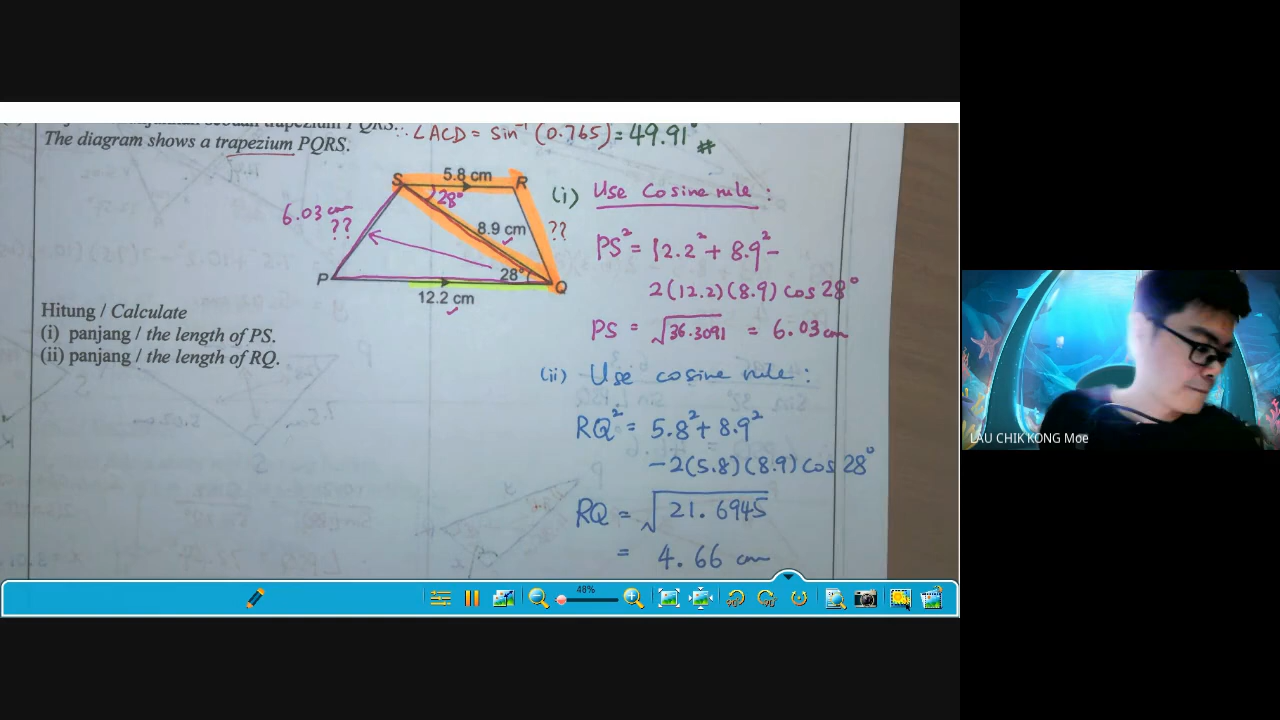 trapezium PQRS..
∠ACD = sin⁻¹ (0.765) = 49.91° #
The diagram shows a trapezium PQRS.
S
5.8 cm
R
28°
6.03 cm
??
8.9 cm
??
P
28°
Q
12.2 cm
Hitung / Calculate
(i) panjang / the length of PS.
(ii) panjang / the length of RQ.
(i) Use Cosine rule :
PS² = 12.2² + 8.9² −
2(12.2)(8.9) cos 28°
PS = √36.3091 = 6.03 cm
(ii) Use cosine rule :
RQ² = 5.8² + 8.9²
− 2(5.8)(8.9) cos 28°
RQ = √21.6945
= 4.66 cm
48%
LAU CHIK KONG Moe